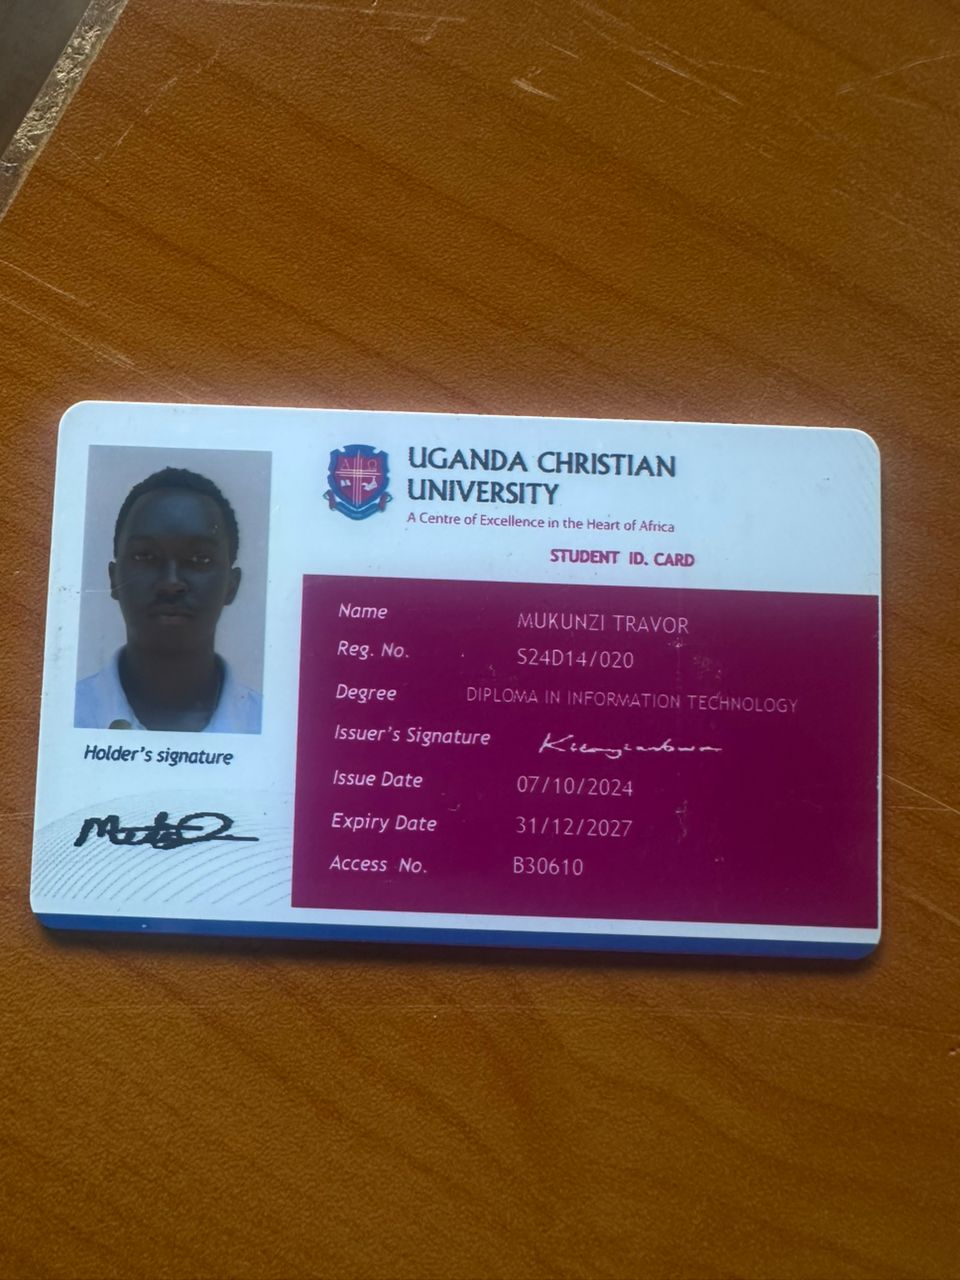 UGANDA CHRISTIAN
UNIVERSITY
A Centre of Excellence in the Heart of Africa
STUDENT ID. CARD
Name MUKUNZI TRAVOR
Reg. No. S24D14/020
Degree DIPLOMA IN INFORMATION TECHNOLOGY
Issuer's Signature
Issue Date 07/10/2024
Expiry Date 31/12/2027
Access No. B30610
Holder's signature